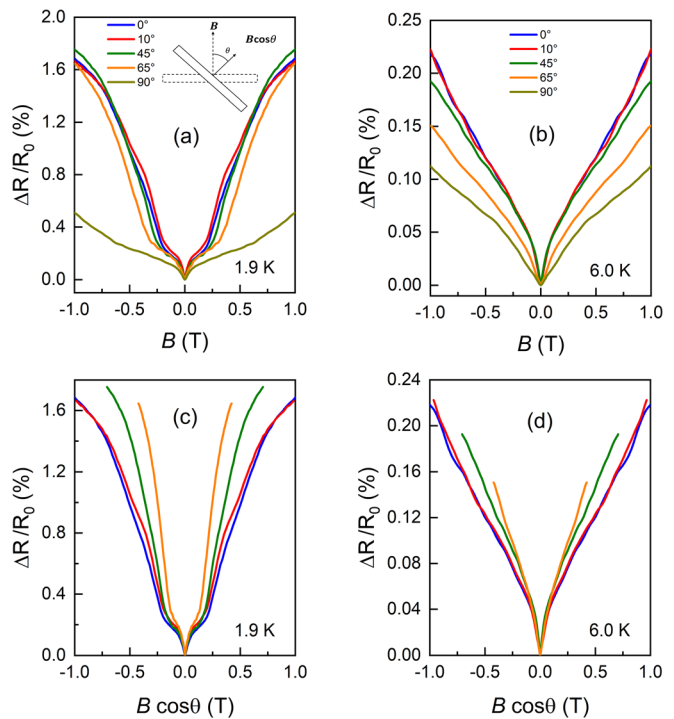 2.0
1.6
1.2
0.8
0.4
0.0
ΔR/R0 (%)
0°
10°
45°
65°
90°
B
θ
Bcosθ
(a)
1.9 K
-1.0 -0.5 0.0 0.5 1.0
B (T)
0.25
0.20
0.15
0.10
0.05
0.00
ΔR/R0 (%)
0°
10°
45°
65°
90°
(b)
6.0 K
-1.0 -0.5 0.0 0.5 1.0
B (T)
1.6
1.2
0.8
0.4
0.0
ΔR/R0 (%)
(c)
1.9 K
-1.0 -0.5 0.0 0.5 1.0
B cosθ (T)
0.24
0.20
0.16
0.12
0.08
0.04
0.00
ΔR/R0 (%)
(d)
6.0 K
-1.0 -0.5 0.0 0.5 1.0
B cosθ (T)